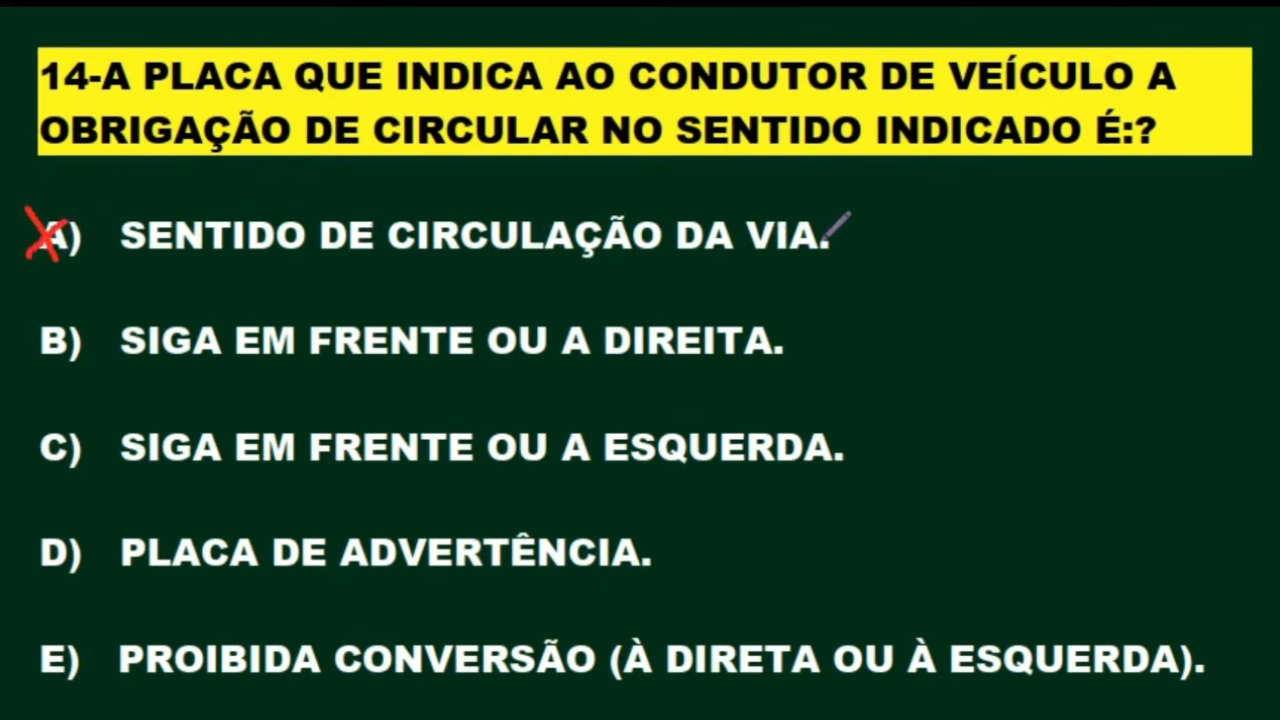 14-A PLACA QUE INDICA AO CONDUTOR DE VEÍCULO A
OBRIGAÇÃO DE CIRCULAR NO SENTIDO INDICADO É:?
A) SENTIDO DE CIRCULAÇÃO DA VIA.
B) SIGA EM FRENTE OU A DIREITA.
C) SIGA EM FRENTE OU A ESQUERDA.
D) PLACA DE ADVERTÊNCIA.
E) PROIBIDA CONVERSÃO (À DIRETA OU À ESQUERDA).